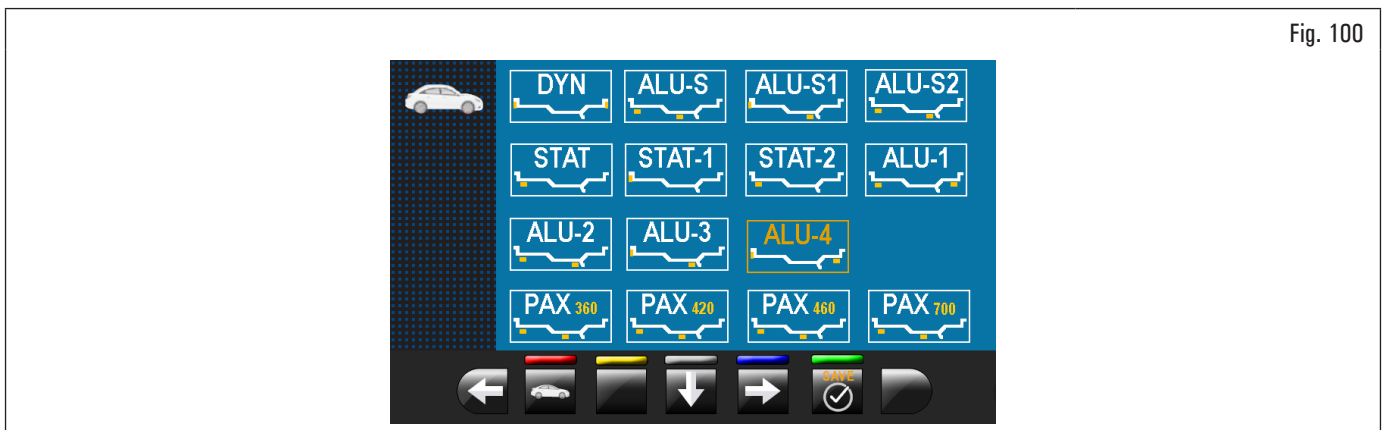 Fig. 100
DYN ALU-S ALU-S1 ALU-S2
STAT STAT-1 STAT-2 ALU-1
ALU-2 ALU-3 ALU-4
PAX 360 PAX 420 PAX 460 PAX 700
SAVE